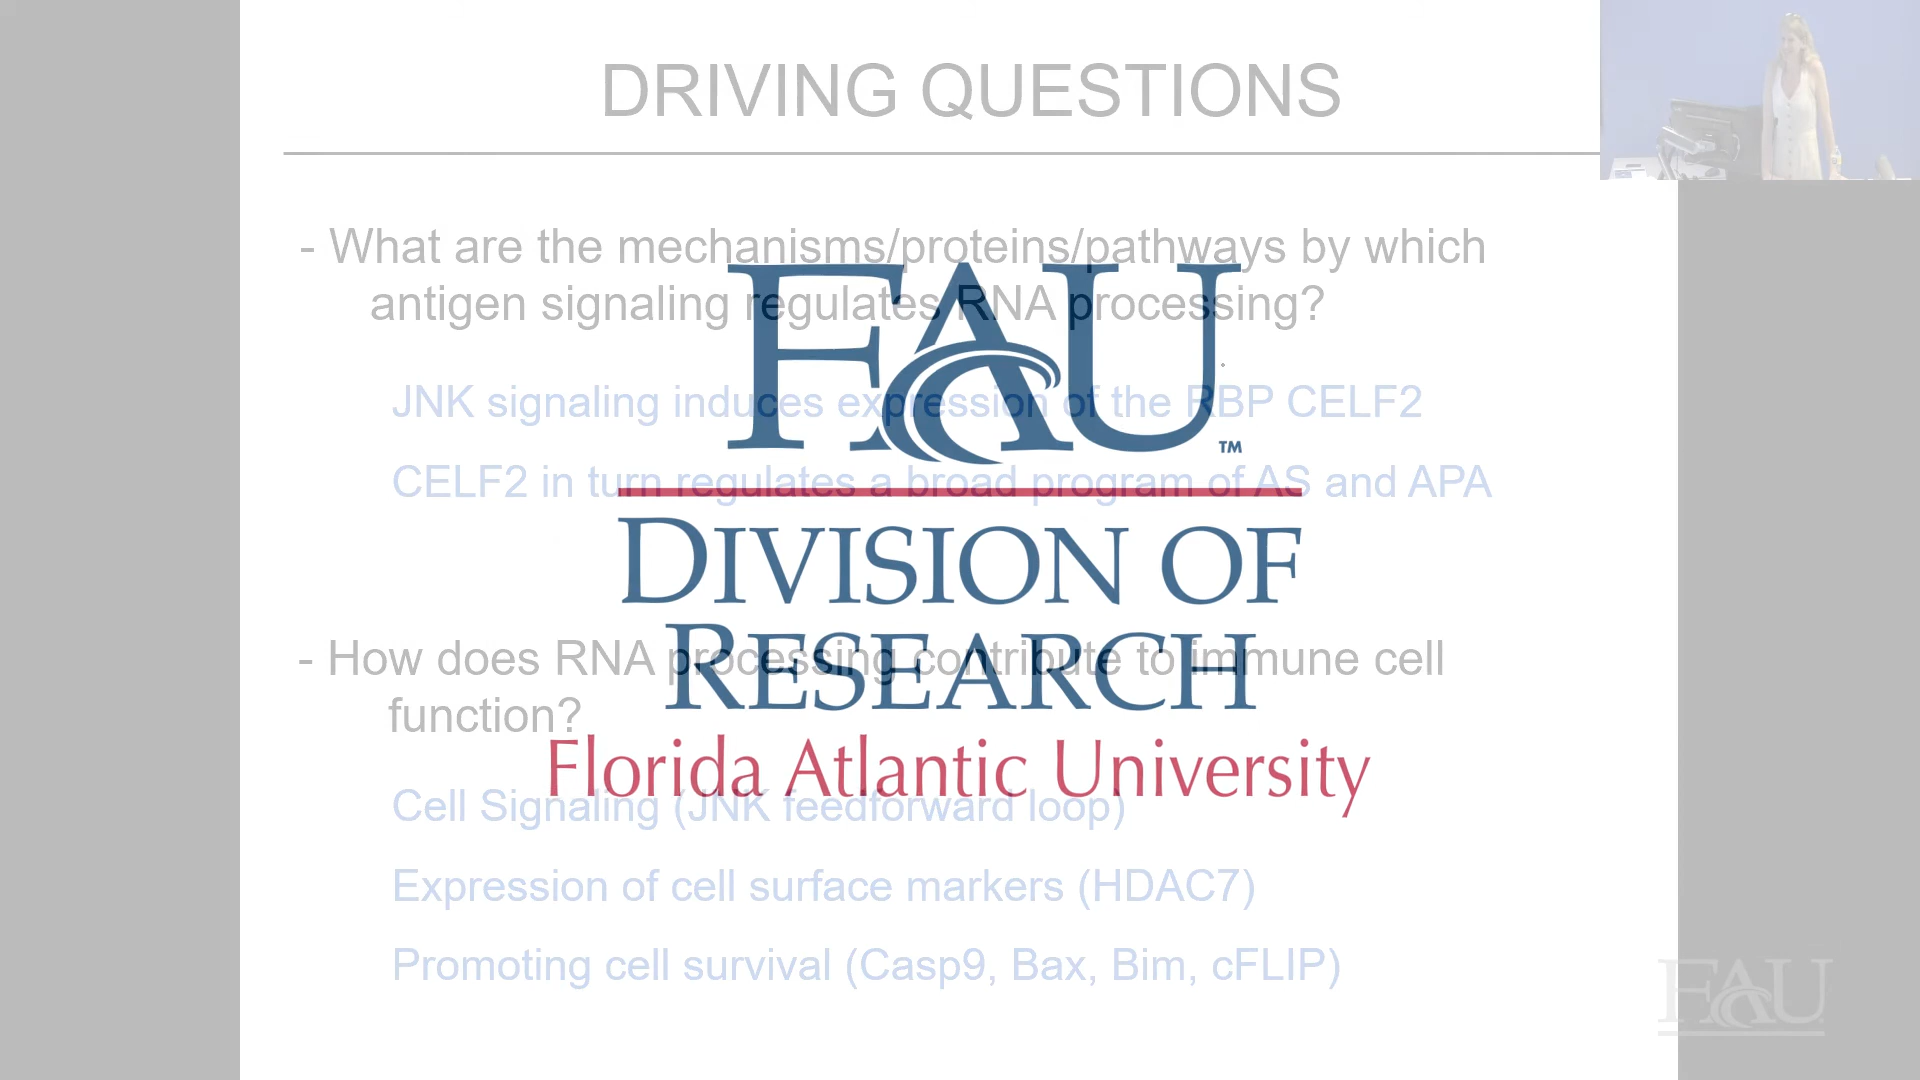 DRIVING QUESTIONS
- What are the mechanisms/proteins/pathways by which
antigen signaling regulates RNA processing?
JNK signaling induces expression of the RBP CELF2
CELF2 in turn regulates a broad program of AS and APA
- How does RNA processing contribute to immune cell
function?
Cell Signaling (JNK feedforward loop)
Expression of cell surface markers (HDAC7)
Promoting cell survival (Casp9, Bax, Bim, cFLIP)
FAU
TM
DIVISION OF
RESEARCH
Florida Atlantic University
FAU